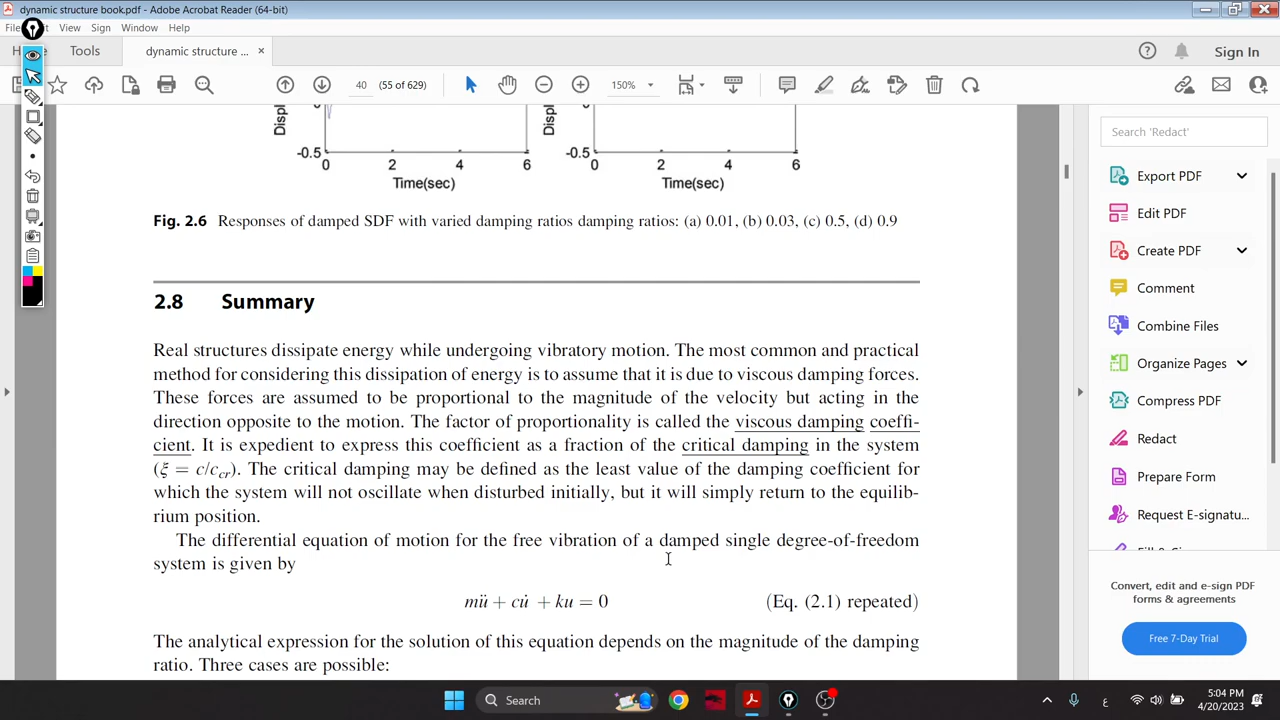 dynamic structure book.pdf - Adobe Acrobat Reader (64-bit)
View Sign Window Help
Tools dynamic structure ... × Sign In
40 (55 of 629) 150%
0
-0.5 -0.5
0 2 4 6 0 2 4 6
Time(sec) Time(sec)
Fig. 2.6 Responses of damped SDF with varied damping ratios damping ratios: (a) 0.01, (b) 0.03, (c) 0.5, (d) 0.9
2.8 Summary
Real structures dissipate energy while undergoing vibratory motion. The most common and practical
method for considering this dissipation of energy is to assume that it is due to viscous damping forces.
These forces are assumed to be proportional to the magnitude of the velocity but acting in the
direction opposite to the motion. The factor of proportionality is called the viscous damping coeffi-
cient. It is expedient to express this coefficient as a fraction of the critical damping in the system
(ξ = c/c_cr). The critical damping may be defined as the least value of the damping coefficient for
which the system will not oscillate when disturbed initially, but it will simply return to the equilib-
rium position.
The differential equation of motion for the free vibration of a damped single degree-of-freedom
system is given by
mü + cu̇ + ku = 0 (Eq. (2.1) repeated)
The analytical expression for the solution of this equation depends on the magnitude of the damping
ratio. Three cases are possible:
Search 'Redact'
Export PDF
Edit PDF
Create PDF
Comment
Combine Files
Organize Pages
Compress PDF
Redact
Prepare Form
Request E-signatu...
Convert, edit and e-sign PDF
forms & agreements
Free 7-Day Trial
Search
ع
5:04 PM
4/20/2023